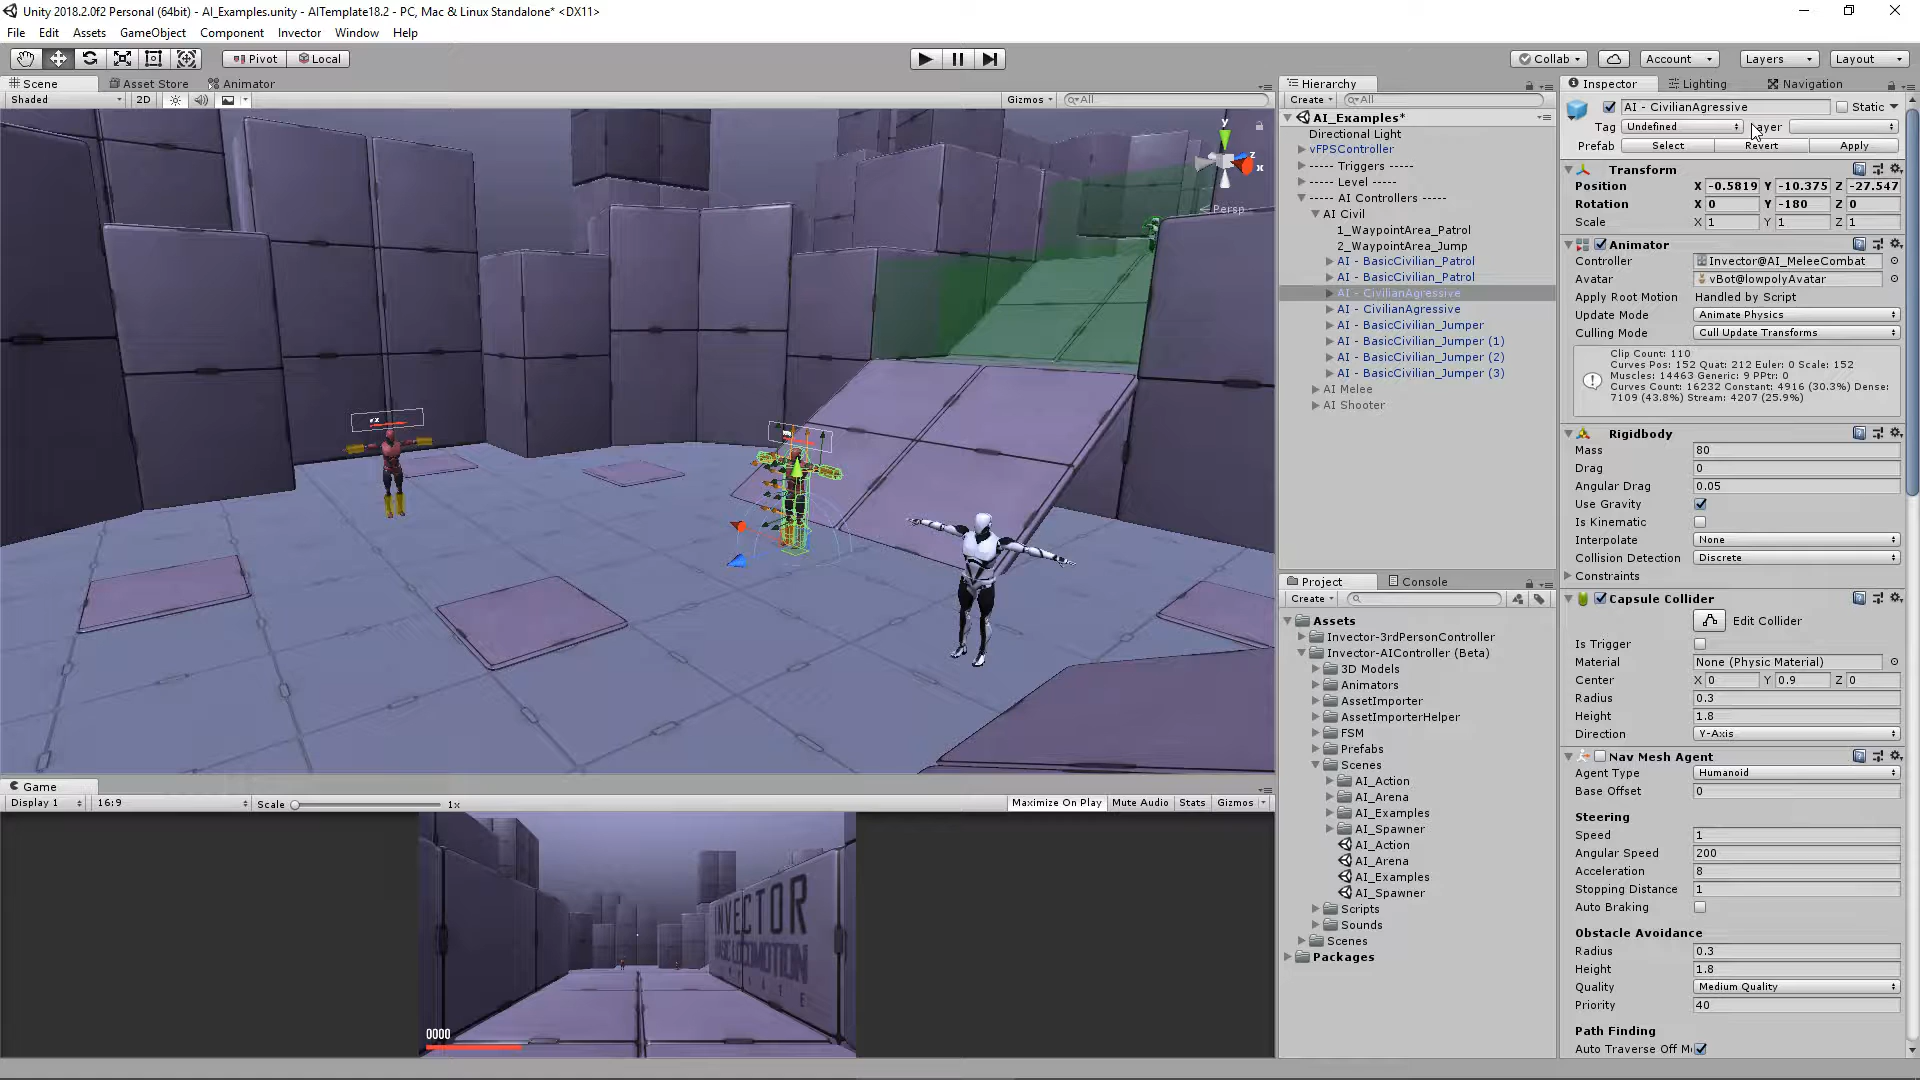 Unity 2018.2.0f2 Personal (64bit) - AI_Examples.unity - AITemplate18.2 - PC, Mac & Linux Standalone* <DX11>
File Edit Assets GameObject Component Invector Window Help
Pivot Local Collab Account Layers Layout
Scene Asset Store Animator
Shaded 2D Gizmos All
y
z
x
Persp
Game
Display 1 16:9 Scale 1x Maximize On Play Mute Audio Stats Gizmos
INVECTOR
0000
Hierarchy
Create All
AI_Examples*
Directional Light
vFPSController
----- Triggers -----
----- Level -----
----- AI Controllers -----
AI Civil
1_WaypointArea_Patrol
2_WaypointArea_Jump
AI - BasicCivilian_Patrol
AI - BasicCivilian_Patrol
AI - CivilianAgressive
AI - CivilianAgressive
AI - BasicCivilian_Jumper
AI - BasicCivilian_Jumper (1)
AI - BasicCivilian_Jumper (2)
AI - BasicCivilian_Jumper (3)
AI Melee
AI Shooter
Project Console
Create
Assets
Invector-3rdPersonController
Invector-AIController (Beta)
3D Models
Animators
AssetImporter
AssetImporterHelper
FSM
Prefabs
Scenes
AI_Action
AI_Arena
AI_Examples
AI_Spawner
AI_Action
AI_Arena
AI_Examples
AI_Spawner
Scripts
Sounds
Scenes
Packages
Inspector Lighting Navigation
AI - CivilianAgressive Static
Tag Undefined Layer
Prefab Select Revert Apply
Transform
Position X -0.5819 Y -10.375 Z -27.547
Rotation X 0 Y -180 Z 0
Scale X 1 Y 1 Z 1
Animator
Controller Invector@AI_MeleeCombat
Avatar vBot@lowpolyAvatar
Apply Root Motion Handled by Script
Update Mode Animate Physics
Culling Mode Cull Update Transforms
Clip Count: 110
Curves Pos: 152 Quat: 212 Euler: 0 Scale: 152
Muscles: 14463 Generic: 9 PPtr: 0
Curves Count: 16232 Constant: 4916 (30.3%) Dense:
7109 (43.8%) Stream: 4207 (25.9%)
Rigidbody
Mass 80
Drag 0
Angular Drag 0.05
Use Gravity
Is Kinematic
Interpolate None
Collision Detection Discrete
Constraints
Capsule Collider
Edit Collider
Is Trigger
Material None (Physic Material)
Center X 0 Y 0.9 Z 0
Radius 0.3
Height 1.8
Direction Y-Axis
Nav Mesh Agent
Agent Type Humanoid
Base Offset 0
Steering
Speed 1
Angular Speed 200
Acceleration 8
Stopping Distance 1
Auto Braking
Obstacle Avoidance
Radius 0.3
Height 1.8
Quality Medium Quality
Priority 40
Path Finding
Auto Traverse Off M